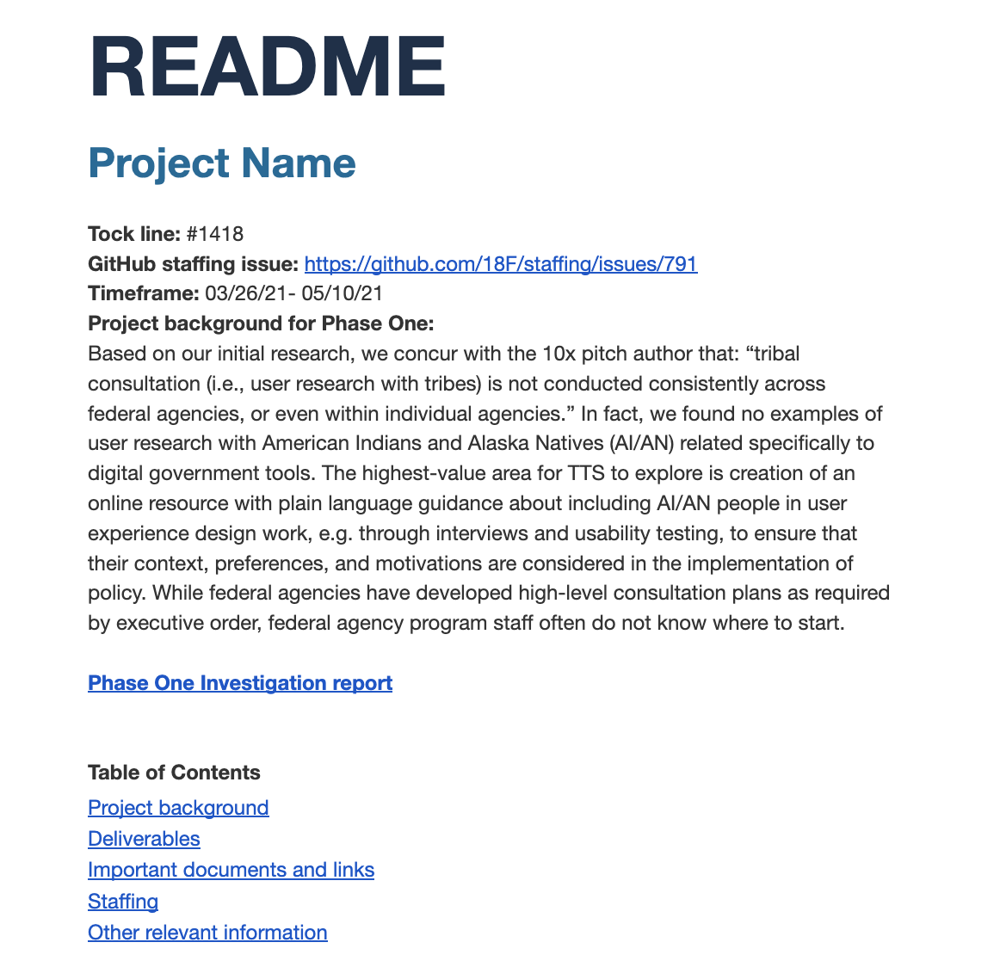 README
Project Name
Tock line: #1418
GitHub staffing issue: https://github.com/18F/staffing/issues/791
Timeframe: 03/26/21- 05/10/21
Project background for Phase One:
Based on our initial research, we concur with the 10x pitch author that: “tribal
consultation (i.e., user research with tribes) is not conducted consistently across
federal agencies, or even within individual agencies.” In fact, we found no examples of
user research with American Indians and Alaska Natives (AI/AN) related specifically to
digital government tools. The highest-value area for TTS to explore is creation of an
online resource with plain language guidance about including AI/AN people in user
experience design work, e.g. through interviews and usability testing, to ensure that
their context, preferences, and motivations are considered in the implementation of
policy. While federal agencies have developed high-level consultation plans as required
by executive order, federal agency program staff often do not know where to start.
Phase One Investigation report
Table of Contents
Project background
Deliverables
Important documents and links
Staffing
Other relevant information